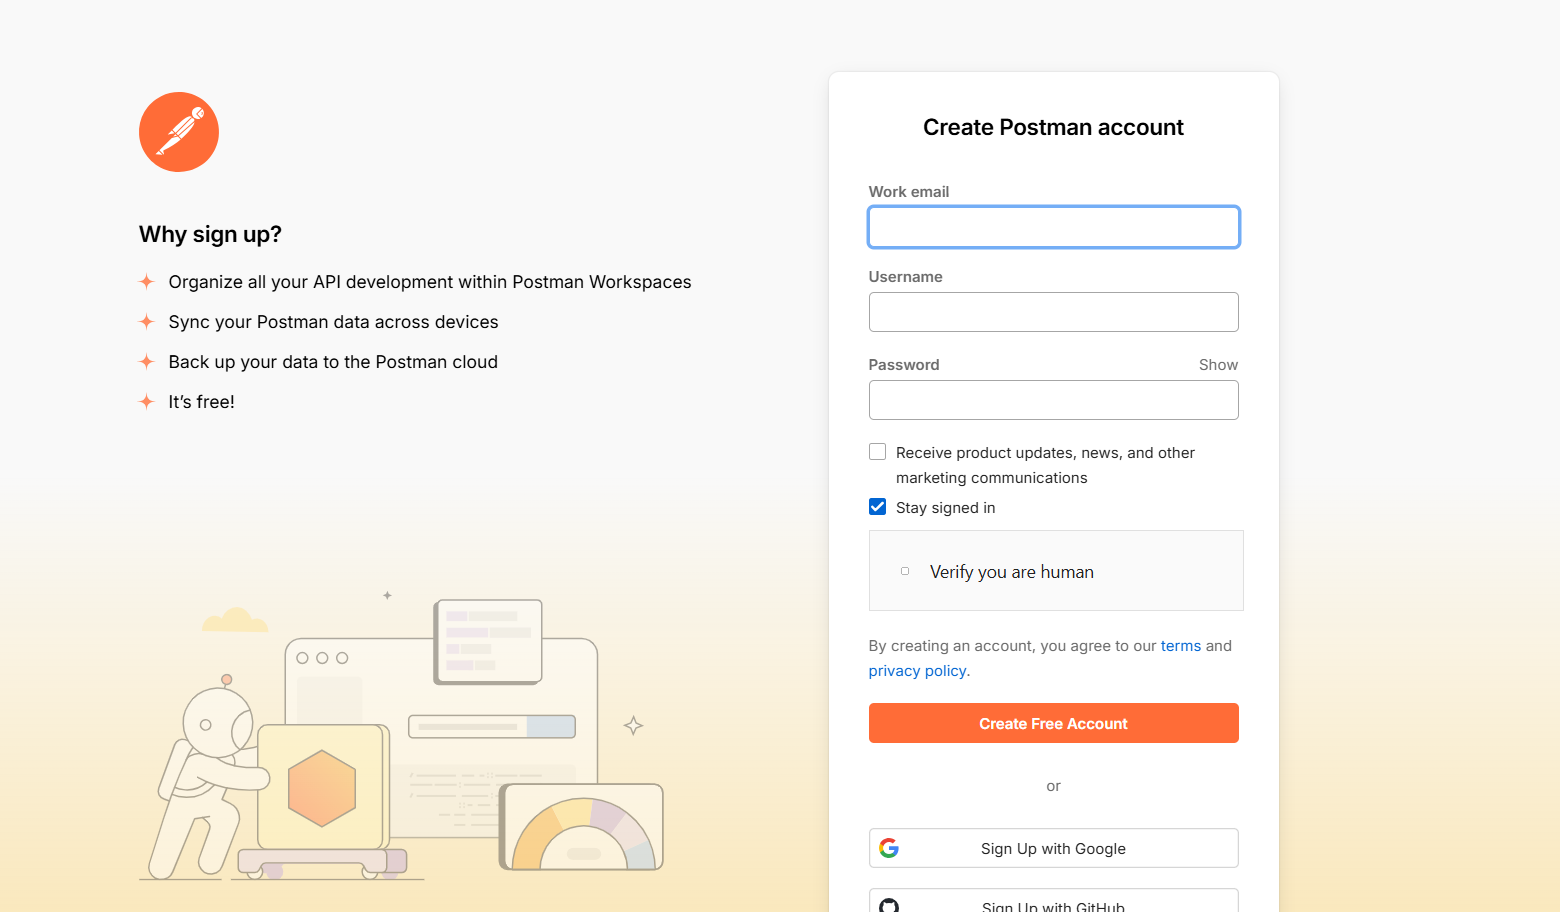 Why sign up?
Organize all your API development within Postman Workspaces
Sync your Postman data across devices
Back up your data to the Postman cloud
It’s free!
Create Postman account
Work email
Username
Password Show
Receive product updates, news, and other
marketing communications
Stay signed in
Verify you are human
By creating an account, you agree to our terms and
privacy policy.
Create Free Account
or
Sign Up with Google
Sign Up with GitHub